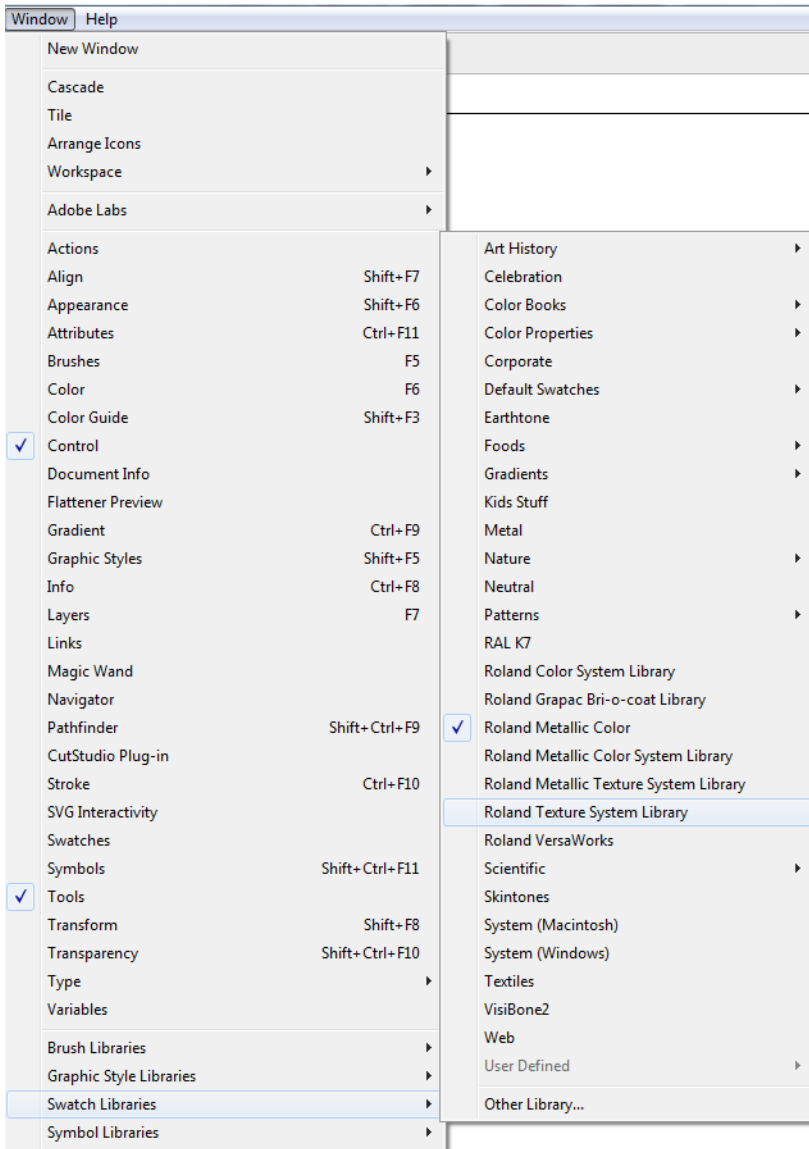 Window Help
New Window
Cascade
Tile
Arrange Icons
Workspace
Adobe Labs
Actions
Align Shift+F7
Appearance Shift+F6
Attributes Ctrl+F11
Brushes F5
Color F6
Color Guide Shift+F3
Control
Document Info
Flattener Preview
Gradient Ctrl+F9
Graphic Styles Shift+F5
Info Ctrl+F8
Layers F7
Links
Magic Wand
Navigator
Pathfinder Shift+Ctrl+F9
CutStudio Plug-in
Stroke Ctrl+F10
SVG Interactivity
Swatches
Symbols Shift+Ctrl+F11
Tools
Transform Shift+F8
Transparency Shift+Ctrl+F10
Type
Variables
Brush Libraries
Graphic Style Libraries
Swatch Libraries
Symbol Libraries
Art History
Celebration
Color Books
Color Properties
Corporate
Default Swatches
Earthtone
Foods
Gradients
Kids Stuff
Metal
Nature
Neutral
Patterns
RAL K7
Roland Color System Library
Roland Grapac Bri-o-coat Library
Roland Metallic Color
Roland Metallic Color System Library
Roland Metallic Texture System Library
Roland Texture System Library
Roland VersaWorks
Scientific
Skintones
System (Macintosh)
System (Windows)
Textiles
VisiBone2
Web
User Defined
Other Library...